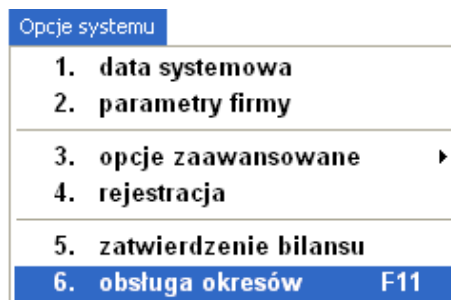 Opcje systemu
1. data systemowa
2. parametry firmy
3. opcje zaawansowane
4. rejestracja
5. zatwierdzenie bilansu
6. obsługa okresów F11